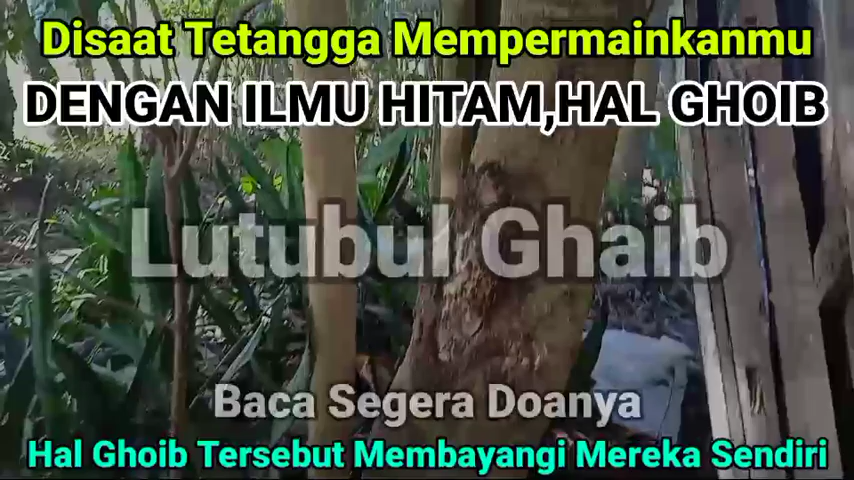 Disaat Tetangga Mempermainkanmu
DENGAN ILMU HITAM,HAL GHOIB
Lutubul Ghaib
Baca Segera Doanya
Hal Ghoib Tersebut Membayangi Mereka Sendiri